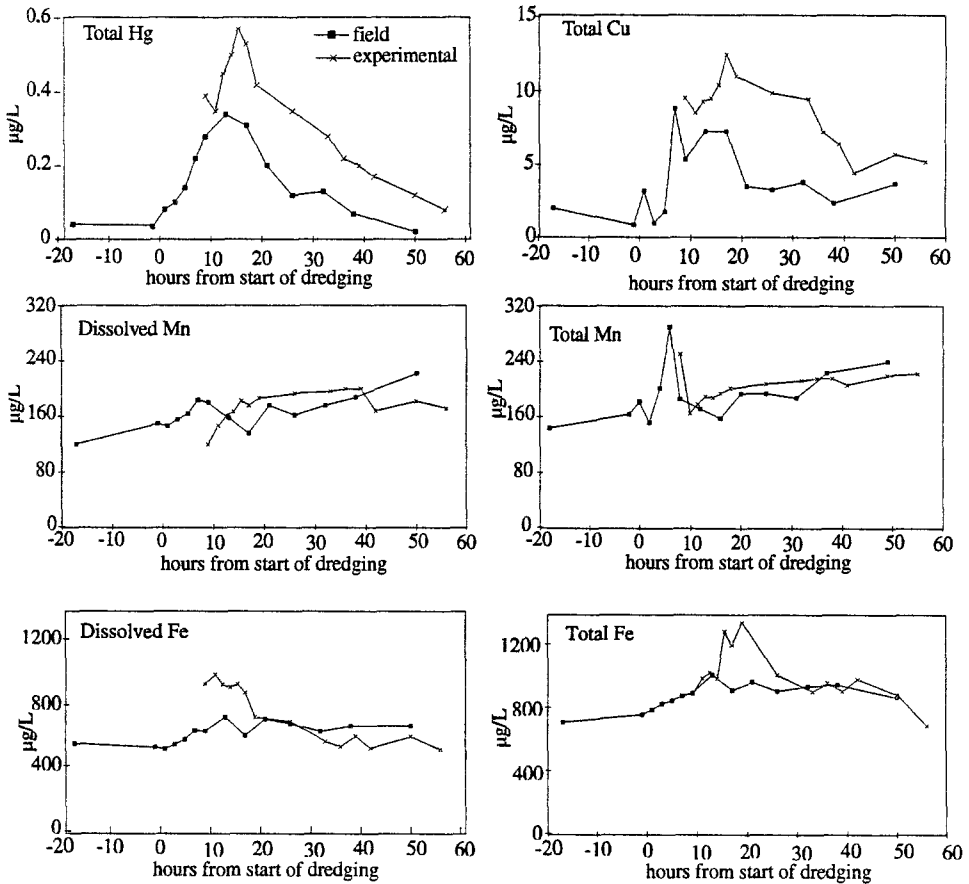 Total Hg
field
experimental
0.6
0.4
0.2
0
µg/L
-20 -10 0 10 20 30 40 50 60
hours from start of dredging
Total Cu
15
10
5
0
µg/L
-20 -10 0 10 20 30 40 50 60
hours from start of dredging
Dissolved Mn
320
240
160
80
0
µg/L
-20 -10 0 10 20 30 40 50 60
hours from start of dredging
Total Mn
320
240
160
80
0
µg/L
-20 -10 0 10 20 30 40 50 60
hours from start of dredging
Dissolved Fe
1200
800
400
0
µg/L
-20 -10 0 10 20 30 40 50 60
hours from start of dredging
Total Fe
1200
800
400
0
µg/L
-20 -10 0 10 20 30 40 50 60
hours from start of dredging